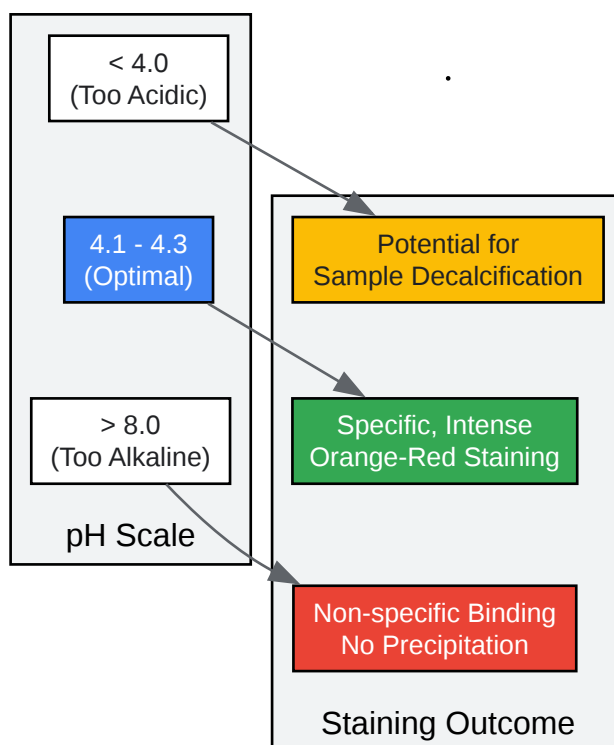 < 4.0
(Too Acidic)
4.1 - 4.3
(Optimal)
> 8.0
(Too Alkaline)
pH Scale
Potential for
Sample Decalcification
Specific, Intense
Orange-Red Staining
Non-specific Binding
No Precipitation
Staining Outcome